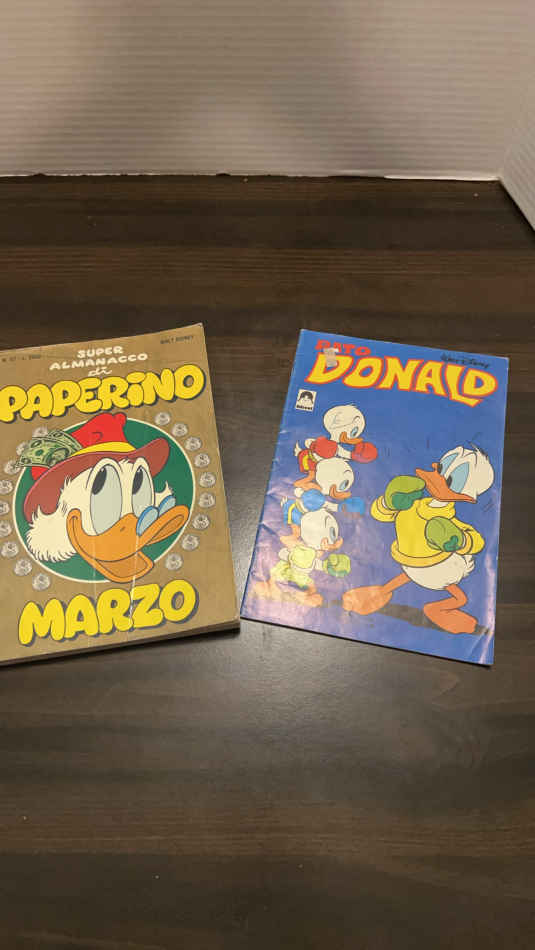 WALT DISNEY
SUPER
ALMANACCO
di
PAPERINO
MARZO
PATO
Walt Disney
DONALD